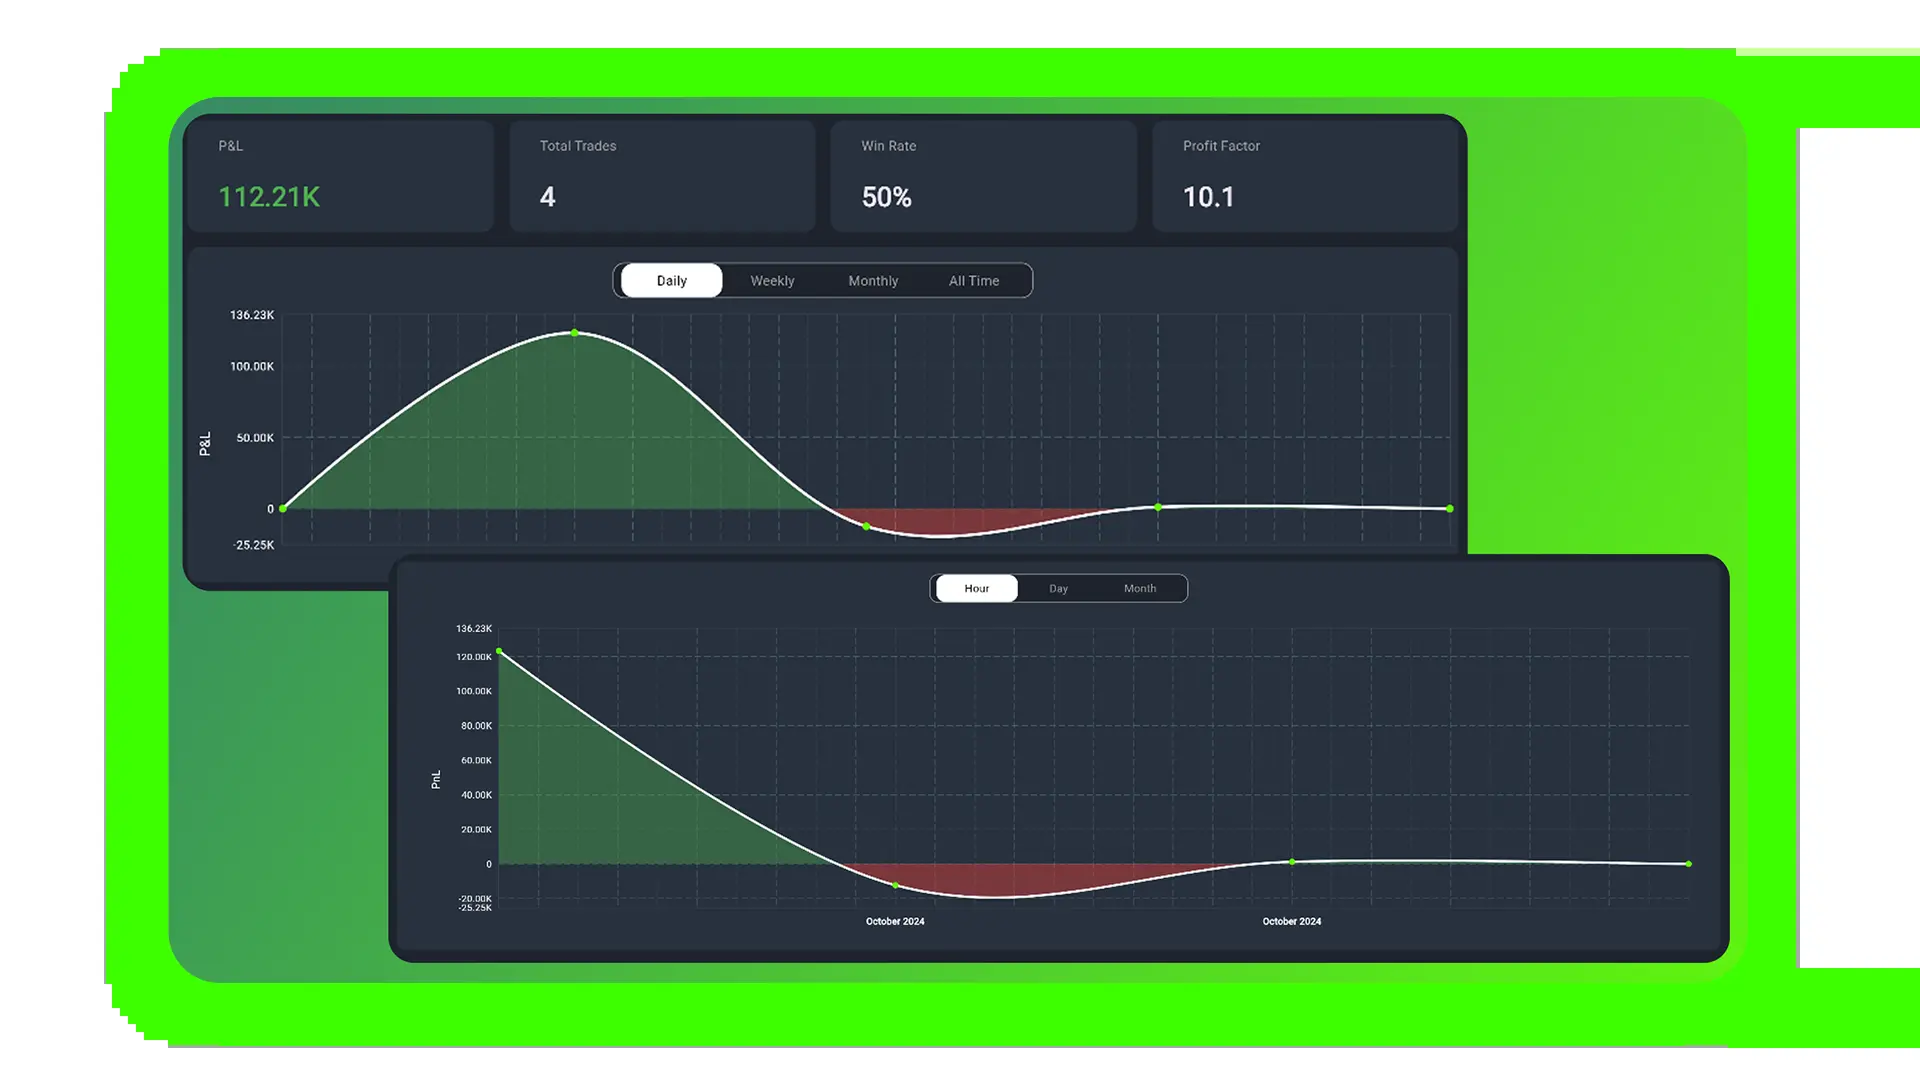 P&L
112.21K
Total Trades
4
Win Rate
50%
Profit Factor
10.1
Daily
Weekly
Monthly
All Time
136.23K
100.00K
50.00K
0
-25.25K
P&L
Hour
Day
Month
136.23K
120.00K
100.00K
80.00K
60.00K
40.00K
20.00K
0
-20.00K
-25.25K
PnL
October 2024
October 2024